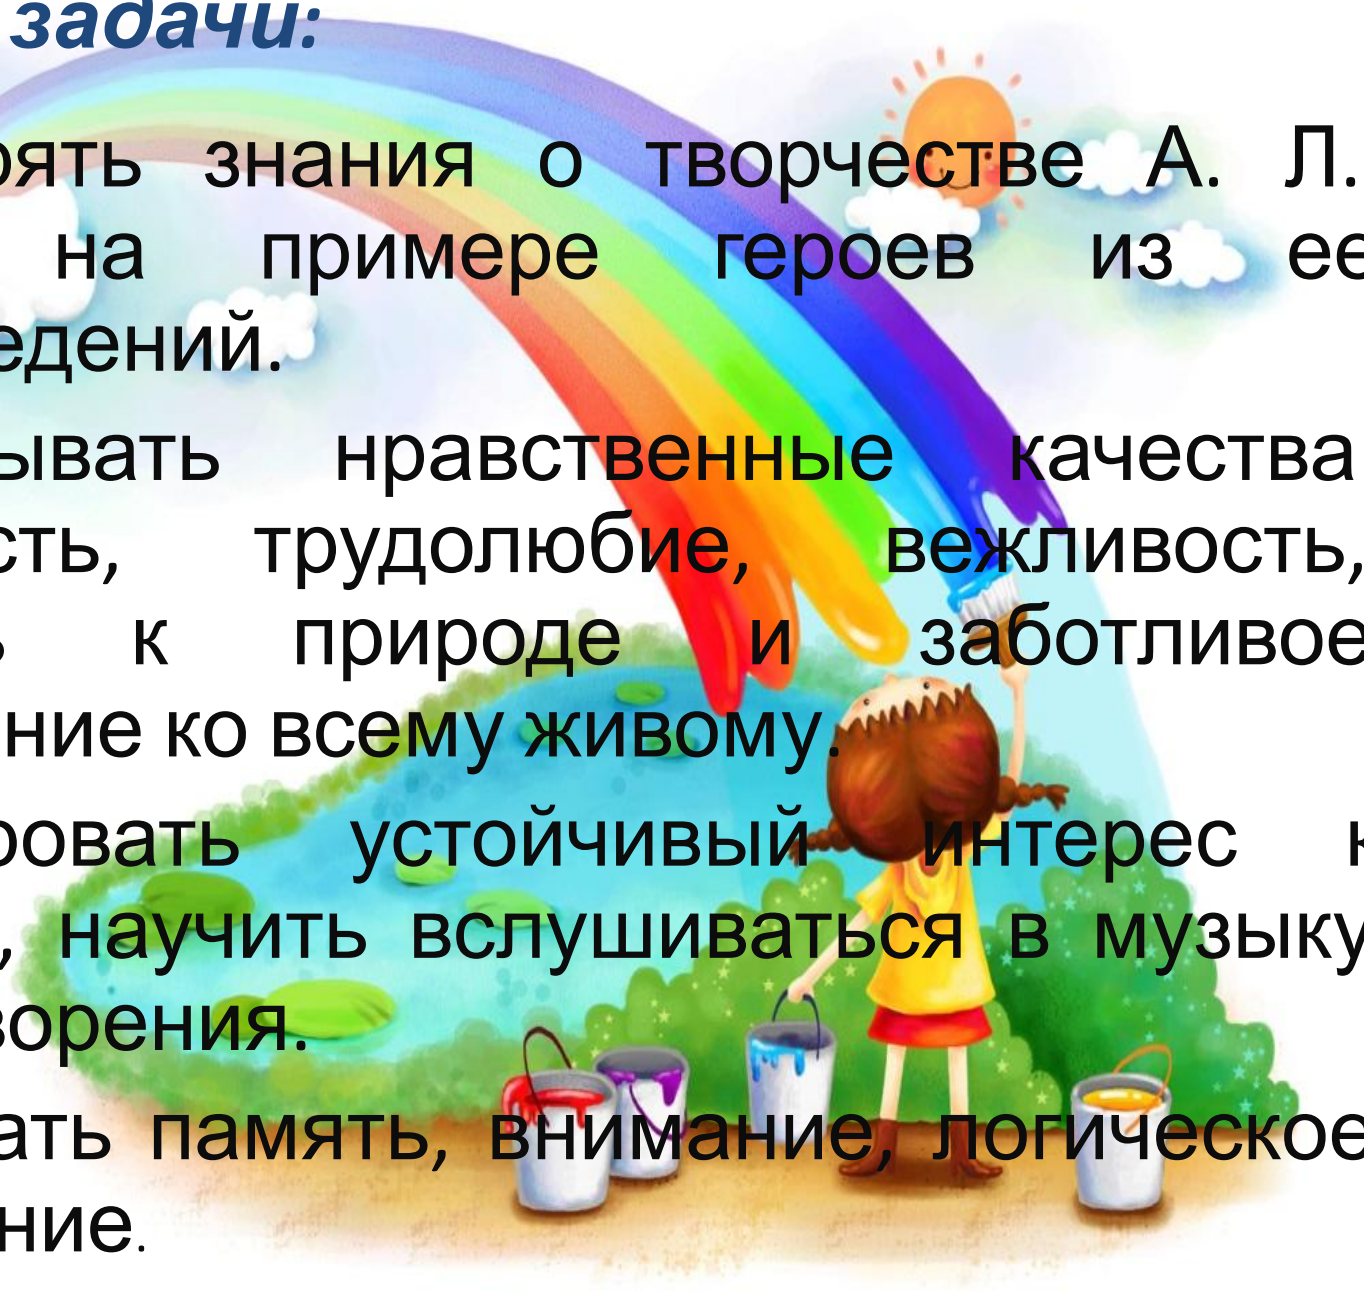 задачи:
рять знания о творчестве А. Л.
на примере героев из ее
едений.
ывать нравственные качества
сть, трудолюбие, вежливость,
ь к природе и заботливое
ние ко всему живому.
ровать устойчивый интерес к
, научить вслушиваться в музыку
ворения.
ать память, внимание, логическое
ние.